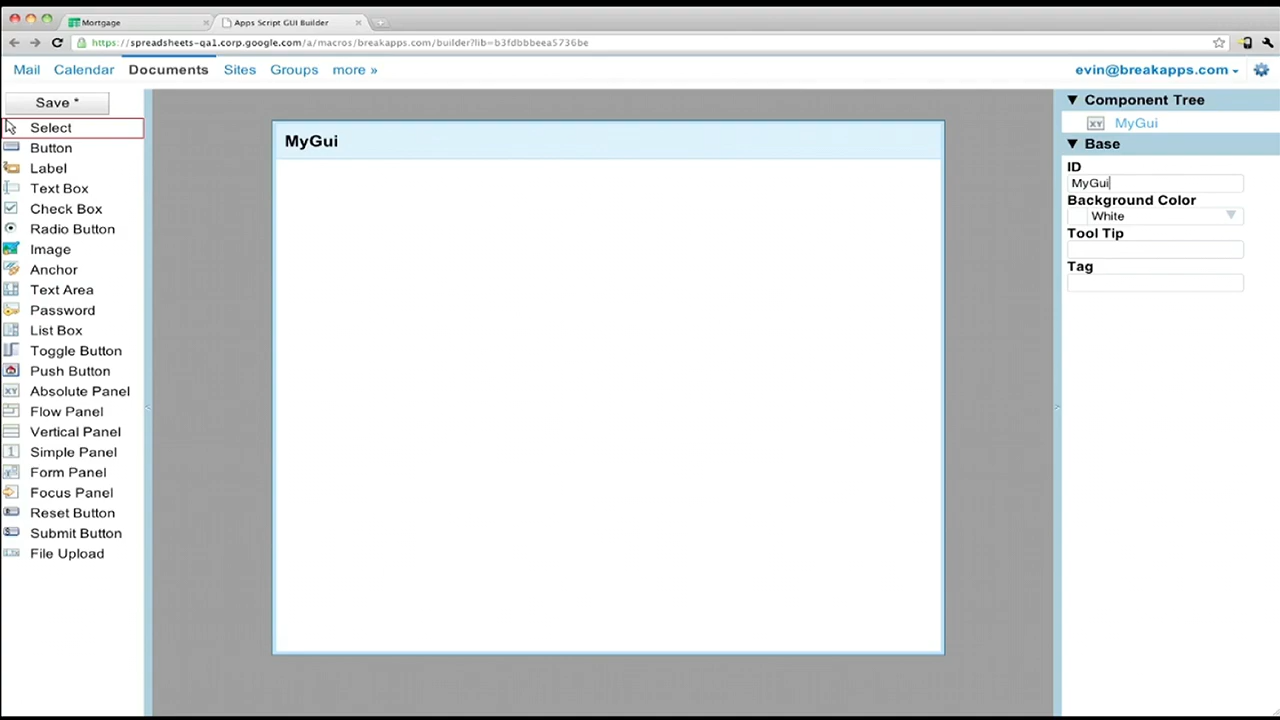 Mortgage
Apps Script GUI Builder
https://spreadsheets-qa1.corp.google.com/a/macros/breakapps.com/builder?lib=b3fdbbbeea5736be
Mail Calendar Documents Sites Groups more »
evin@breakapps.com
Save *
Select
Button
Label
Text Box
Check Box
Radio Button
Image
Anchor
Text Area
Password
List Box
Toggle Button
Push Button
Absolute Panel
Flow Panel
Vertical Panel
Simple Panel
Form Panel
Focus Panel
Reset Button
Submit Button
File Upload
MyGui
Component Tree
XY MyGui
Base
ID
MyGui
Background Color
White
Tool Tip
Tag